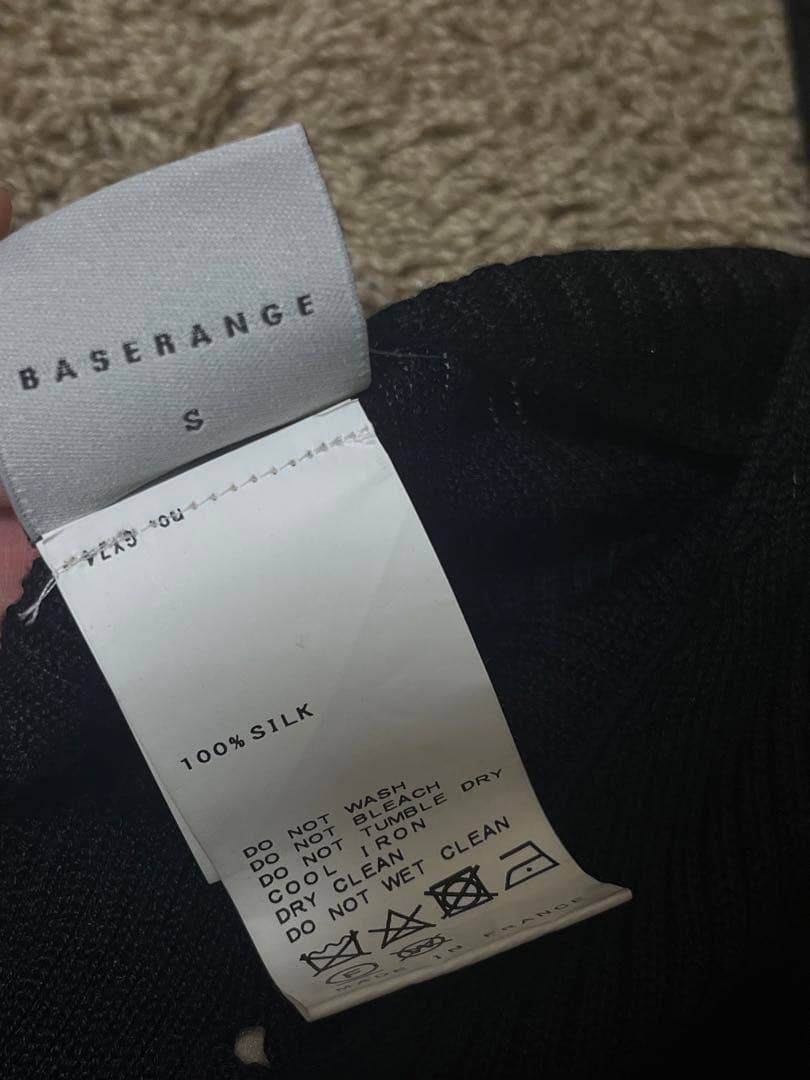 BASERANGE
S
100% SILK
DO NOT WASH
DO NOT BLEACH
DO NOT TUMBLE DRY
COOL IRON
DRY CLEAN
DO NOT WET CLEAN
F W
MADE IN FRANCE